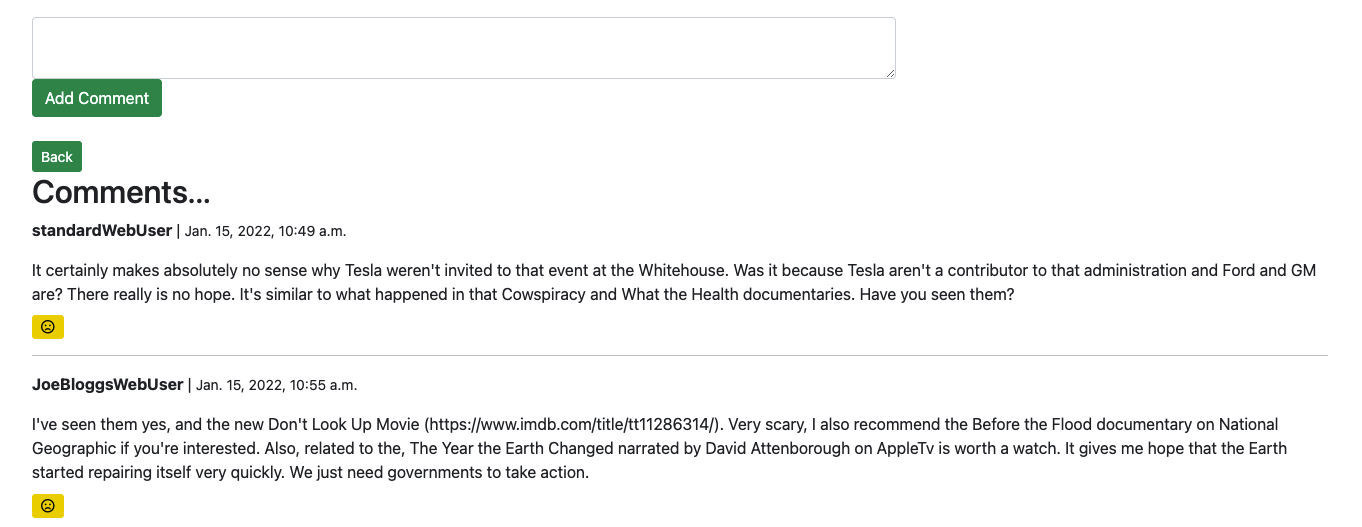 Add Comment
Back
Comments...
standardWebUser | Jan. 15, 2022, 10:49 a.m.
It certainly makes absolutely no sense why Tesla weren't invited to that event at the Whitehouse. Was it because Tesla aren't a contributor to that administration and Ford and GM
are? There really is no hope. It's similar to what happened in that Cowspiracy and What the Health documentaries. Have you seen them?
JoeBloggsWebUser | Jan. 15, 2022, 10:55 a.m.
I've seen them yes, and the new Don't Look Up Movie (https://www.imdb.com/title/tt11286314/). Very scary, I also recommend the Before the Flood documentary on National
Geographic if you're interested. Also, related to the, The Year the Earth Changed narrated by David Attenborough on AppleTv is worth a watch. It gives me hope that the Earth
started repairing itself very quickly. We just need governments to take action.